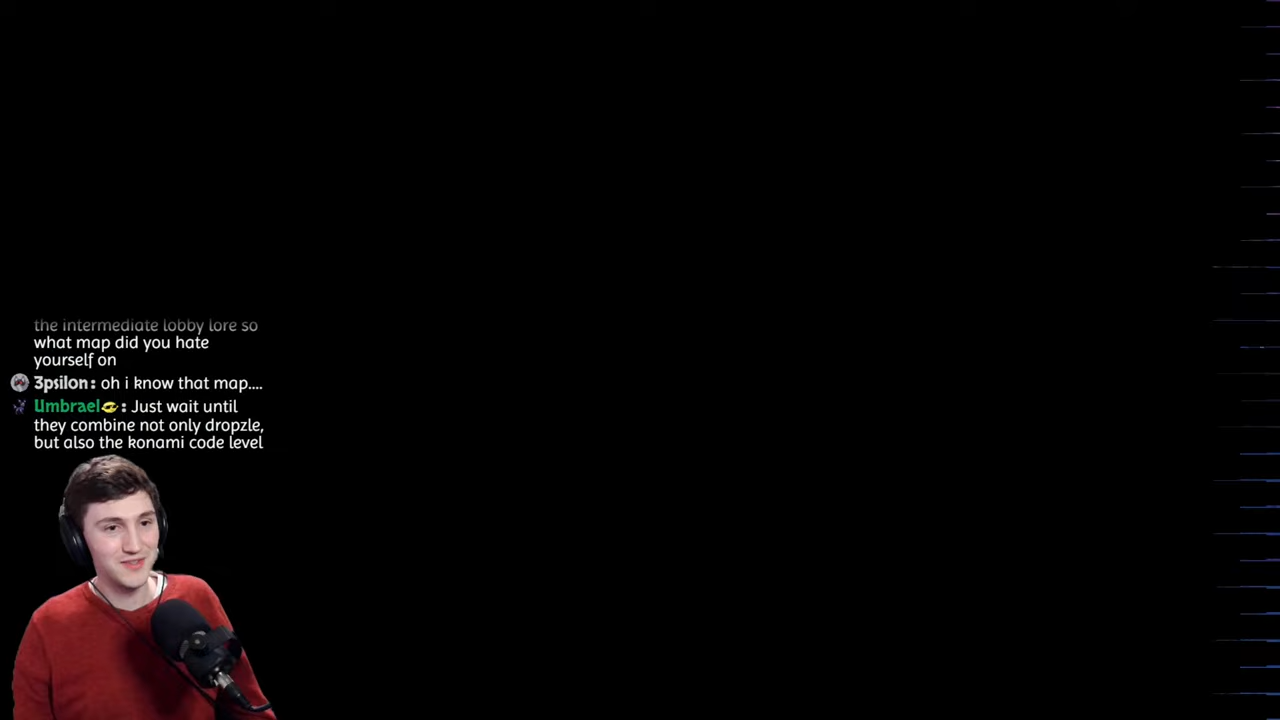 the intermediate lobby lore so
what map did you hate
yourself on
3psilon: oh i know that map....
Umbrael: Just wait until
they combine not only dropzle,
but also the konami code level